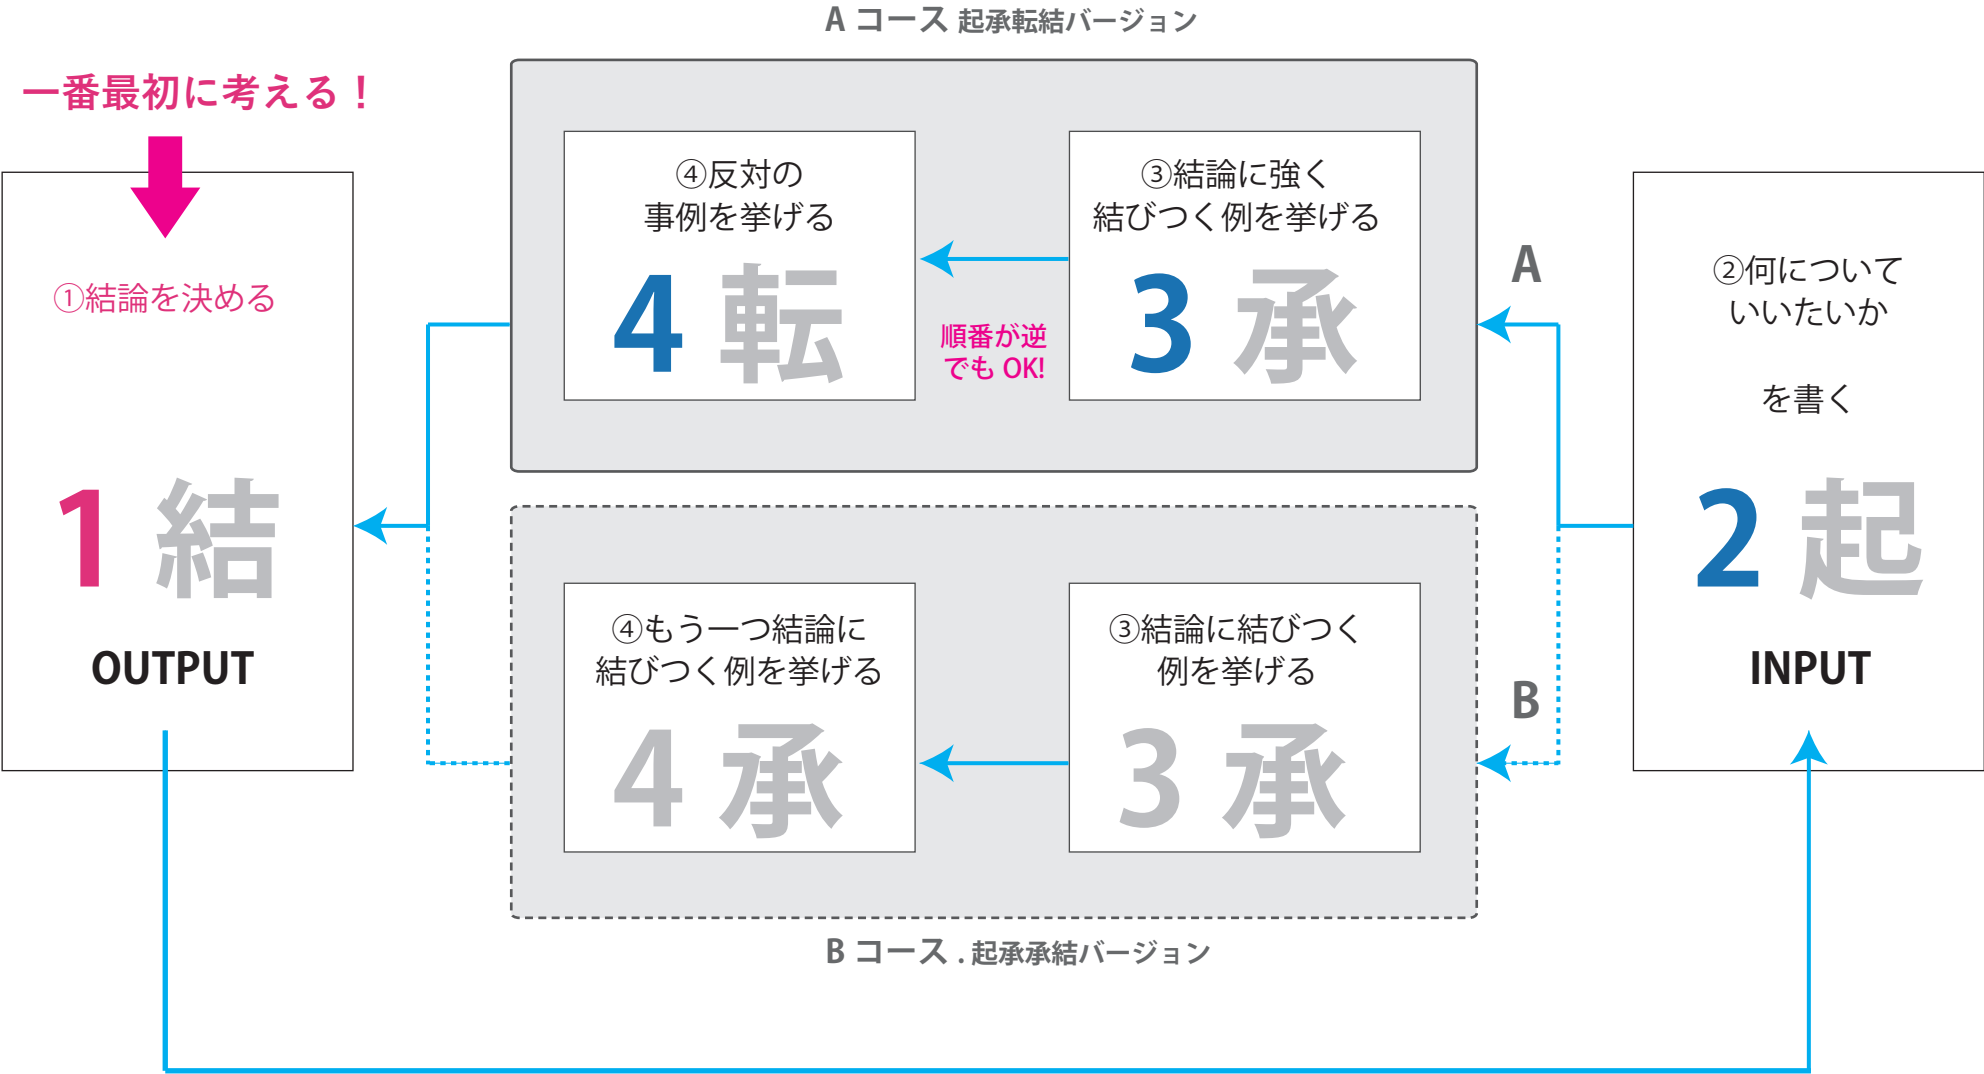 A コース 起承転結バージョン
一番最初に考える！
①結論を決める
1 結
OUTPUT
④反対の
事例を挙げる
4 転
順番が逆
でも OK!
③結論に強く
結びつく例を挙げる
3 承
A
②何について
いいたいか
を書く
2 起
INPUT
④もう一つ結論に
結びつく例を挙げる
4 承
③結論に結びつく
例を挙げる
3 承
B
B コース . 起承承結バージョン